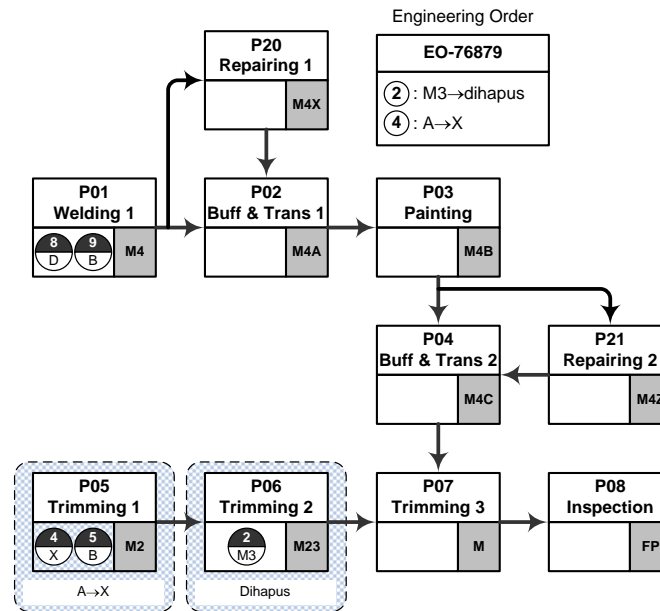 Engineering Order
EO-76879
2 : M3→dihapus
4 : A→X
P20
Repairing 1
M4X
P01
Welding 1
8
D
9
B
M4
P02
Buff & Trans 1
M4A
P03
Painting
M4B
P04
Buff & Trans 2
M4C
P21
Repairing 2
M4Z
P05
Trimming 1
4
X
5
B
M2
A→X
P06
Trimming 2
2
M3
M23
Dihapus
P07
Trimming 3
M
P08
Inspection
FP